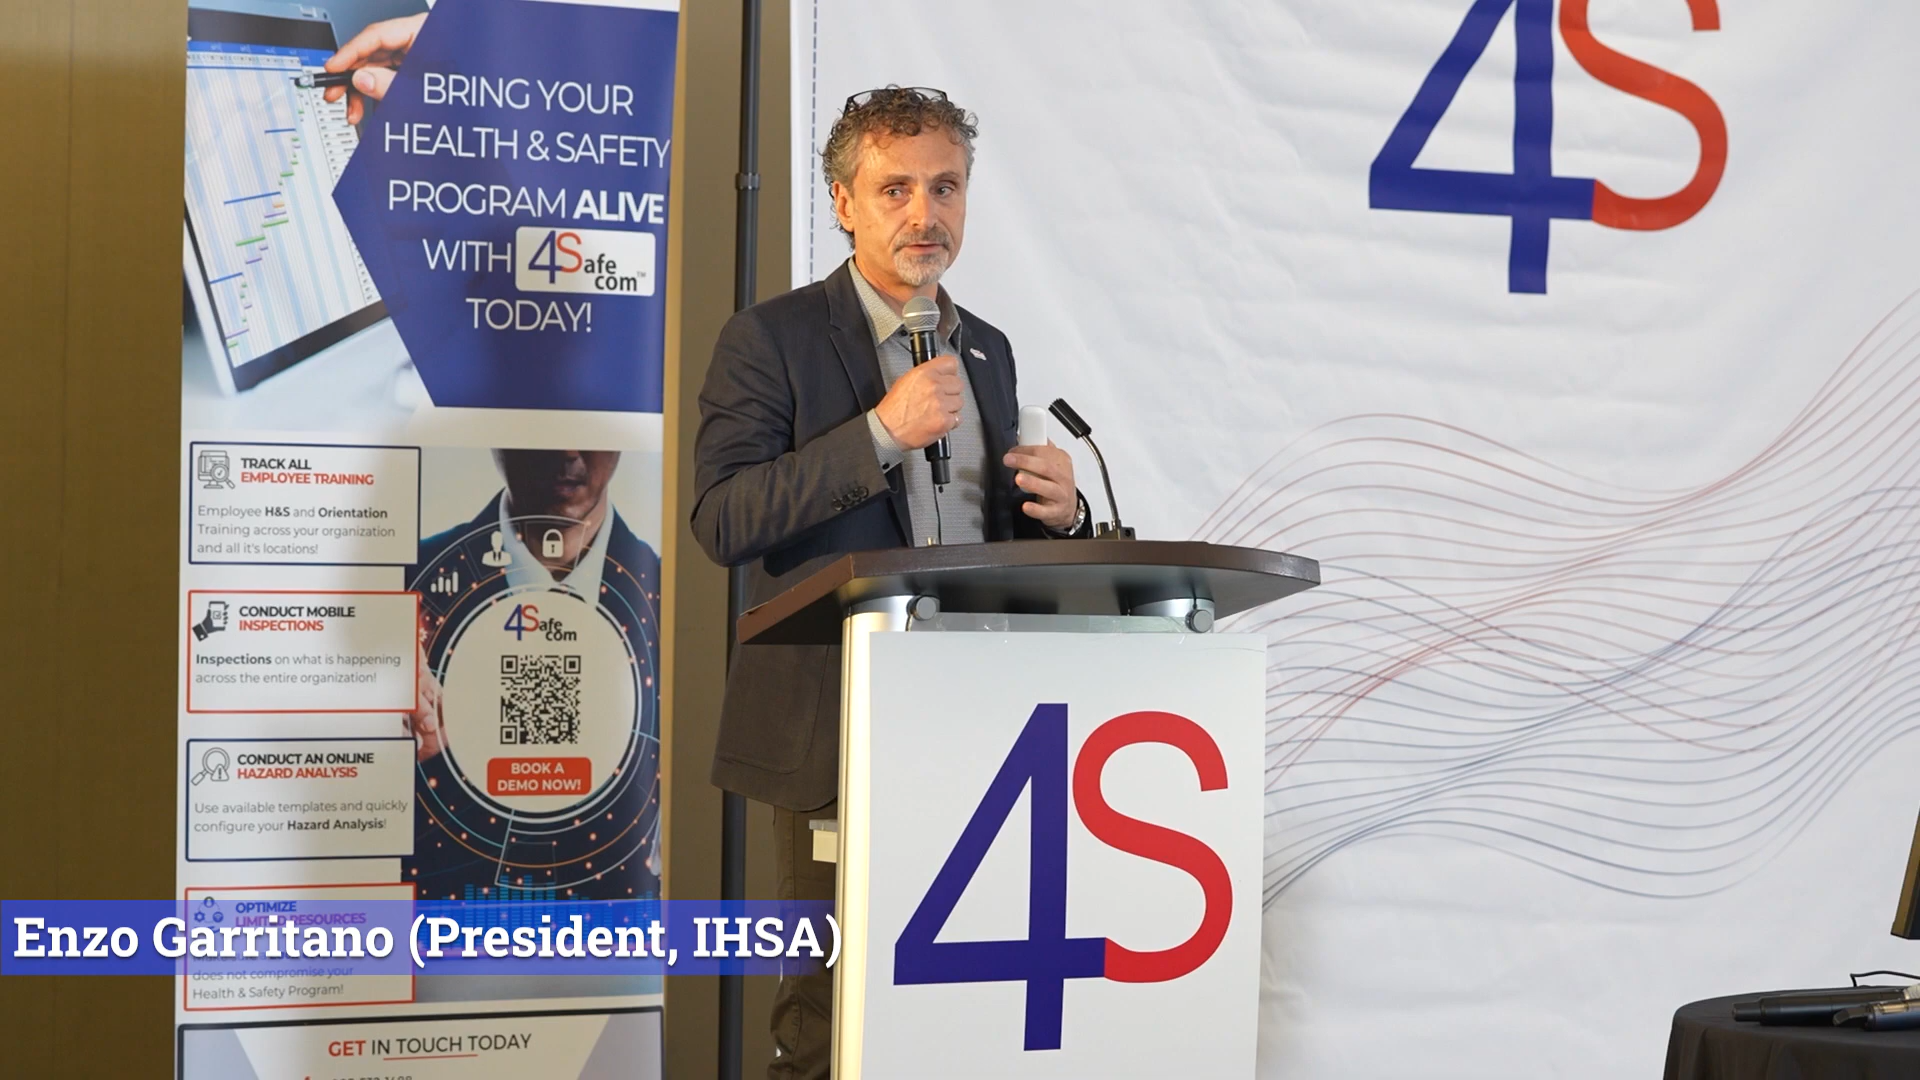 BRING YOUR
HEALTH & SAFETY
PROGRAM ALIVE
WITH 4Safe com™
TODAY!
TRACK ALL
EMPLOYEE TRAINING
Employee H&S and Orientation
Training across your organization
and all it's locations!
CONDUCT MOBILE
INSPECTIONS
Inspections on what is happening
across the entire organization!
CONDUCT AN ONLINE
HAZARD ANALYSIS
Use available templates and quickly
configure your Hazard Analysis!
OPTIMIZE
LIMITED RESOURCES
does not compromise your
Health & Safety Program!
4Safe
com
BOOK A
DEMO NOW!
GET IN TOUCH TODAY
4S
4S
Enzo Garritano (President, IHSA)